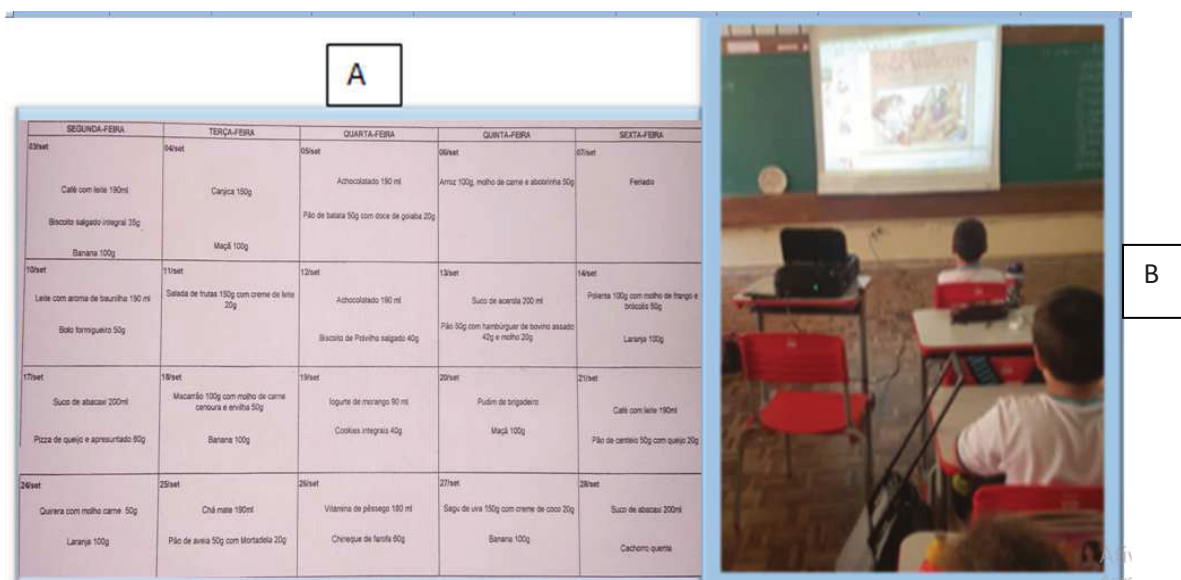 A
SEGUNDA-FEIRA TERÇA-FEIRA QUARTA-FEIRA QUINTA-FEIRA SEXTA-FEIRA
03/set 04/set 05/set 06/set 07/set
Café com leite 190ml
Biscoito salgado integral 35g
Banana 100g
Canjica 150g
Maçã 100g
Achocolatado 190 ml
Pão de batata 50g com doce de goiaba 20g
Arroz 100g, molho de carne e abobrinha 50g
Feriado
10/set 11/set 12/set 13/set 14/set
Leite com aroma de baunilha 190 ml
Bolo formigueiro 50g
Salada de frutas 150g com creme de leite
20g
Achocolatado 190 ml
Biscoito de Polvilho salgado 40g
Suco de acerola 200 ml
Pão 50g com hambúrguer de bovino assado
42g e molho 20g
Polenta 100g com molho de frango e
brócolis 50g
Laranja 100g
17/set 18/set 19/set 20/set 21/set
Suco de abacaxi 200ml
Pizza de queijo e apresuntado 60g
Macarrão 100g com molho de carne
cenoura e ervilha 50g
Banana 100g
Iogurte de morango 90 ml
Cookies integrais 40g
Pudim de brigadeiro
Maçã 100g
Café com leite 190ml
Pão de centeio 50g com queijo 20g
24/set 25/set 26/set 27/set 28/set
Quirera com molho carne 50g
Laranja 100g
Chá mate 190ml
Pão de aveia 50g com Mortadela 20g
Vitamina de pêssego 180 ml
Chineque de farofa 60g
Sagu de uva 150g com creme de coco 20g
Banana 100g
Suco de abacaxi 200ml
Cachorro quente
B